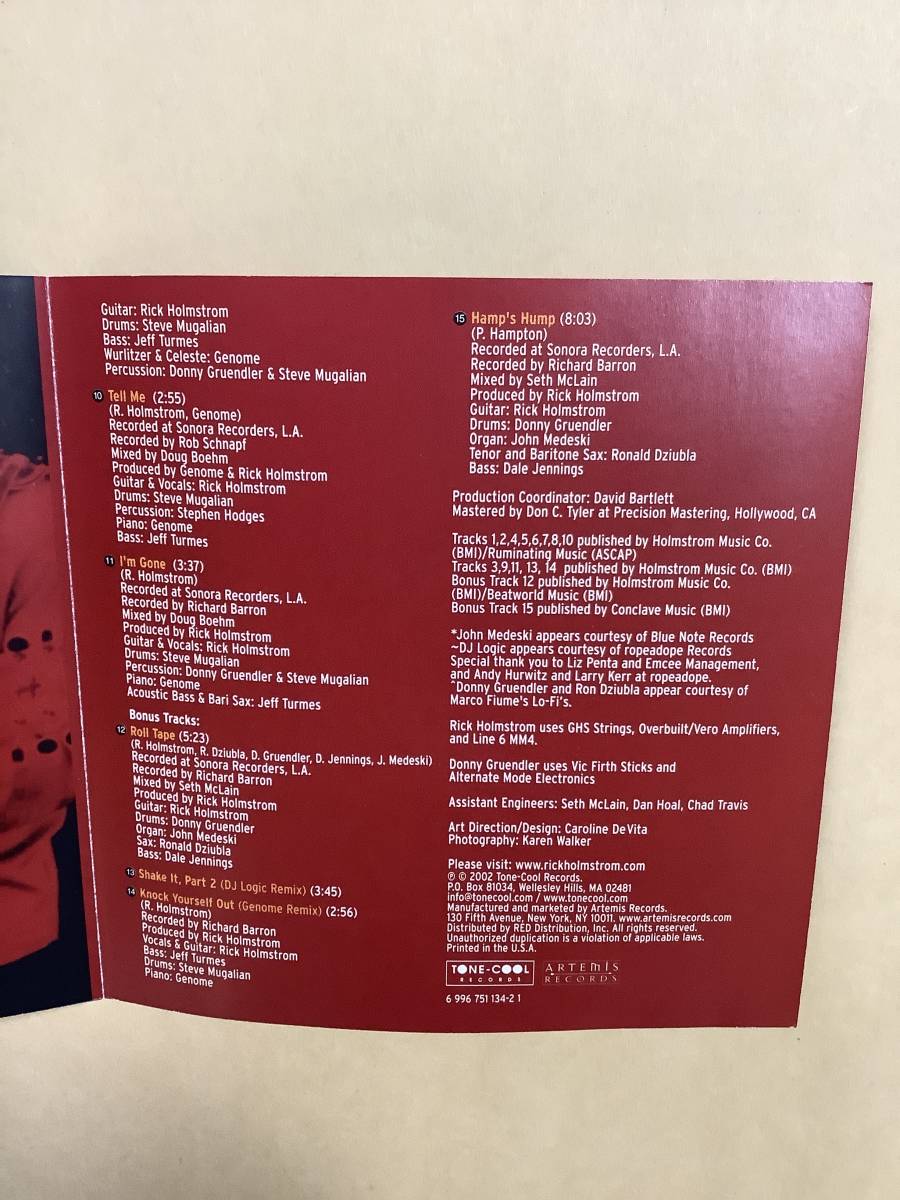 Guitar: Rick Holmstrom
Drums: Steve Mugalian
Bass: Jeff Turmes
Wurlitzer & Celeste: Genome
Percussion: Donny Gruendler & Steve Mugalian
10 Tell Me (2:55)
(R. Holmstrom, Genome)
Recorded at Sonora Recorders, L.A.
Recorded by Rob Schnapf
Mixed by Doug Boehm
Produced by Genome & Rick Holmstrom
Guitar & Vocals: Rick Holmstrom
Drums: Steve Mugalian
Percussion: Stephen Hodges
Piano: Genome
Bass: Jeff Turmes
11 I'm Gone (3:37)
(R. Holmstrom)
Recorded at Sonora Recorders, L.A.
Recorded by Richard Barron
Mixed by Doug Boehm
Produced by Rick Holmstrom
Guitar & Vocals: Rick Holmstrom
Drums: Steve Mugalian
Percussion: Donny Gruendler & Steve Mugalian
Piano: Genome
Acoustic Bass & Bari Sax: Jeff Turmes
Bonus Tracks:
12 Roll Tape (5:23)
(R. Holmstrom, R. Dziubla, D. Gruendler, D. Jennings, J. Medeski)
Recorded at Sonora Recorders, L.A.
Recorded by Richard Barron
Mixed by Seth McLain
Produced by Rick Holmstrom
Guitar: Rick Holmstrom
Drums: Donny Gruendler
Organ: John Medeski
Sax: Ronald Dziubla
Bass: Dale Jennings
13 Shake It, Part 2 (DJ Logic Remix) (3:45)
14 Knock Yourself Out (Genome Remix) (2:56)
(R. Holmstrom)
Recorded by Richard Barron
Produced by Rick Holmstrom
Vocals & Guitar: Rick Holmstrom
Bass: Jeff Turmes
Drums: Steve Mugalian
Piano: Genome
15 Hamp's Hump (8:03)
(P. Hampton)
Recorded at Sonora Recorders, L.A.
Recorded by Richard Barron
Mixed by Seth McLain
Produced by Rick Holmstrom
Guitar: Rick Holmstrom
Drums: Donny Gruendler
Organ: John Medeski
Tenor and Baritone Sax: Ronald Dziubla
Bass: Dale Jennings
Production Coordinator: David Bartlett
Mastered by Don C. Tyler at Precision Mastering, Hollywood, CA
Tracks 1,2,4,5,6,7,8,10 published by Holmstrom Music Co.
(BMI)/Ruminating Music (ASCAP)
Tracks 3,9,11, 13, 14 published by Holmstrom Music Co. (BMI)
Bonus Track 12 published by Holmstrom Music Co.
(BMI)/Beatworld Music (BMI)
Bonus Track 15 published by Conclave Music (BMI)
*John Medeski appears courtesy of Blue Note Records
~DJ Logic appears courtesy of ropeadope Records
Special thank you to Liz Penta and Emcee Management,
and Andy Hurwitz and Larry Kerr at ropeadope.
^Donny Gruendler and Ron Dziubla appear courtesy of
Marco Fiume's Lo-Fi's.
Rick Holmstrom uses GHS Strings, Overbuilt/Vero Amplifiers,
and Line 6 MM4.
Donny Gruendler uses Vic Firth Sticks and
Alternate Mode Electronics
Assistant Engineers: Seth McLain, Dan Hoal, Chad Travis
Art Direction/Design: Caroline DeVita
Photography: Karen Walker
Please visit: www.rickholmstrom.com
℗ © 2002 Tone-Cool Records.
P.O. Box 81034, Wellesley Hills, MA 02481
info@tonecool.com / www.tonecool.com
Manufactured and marketed by Artemis Records.
130 Fifth Avenue, New York, NY 10011. www.artemisrecords.com
Distributed by RED Distribution, Inc. All rights reserved.
Unauthorized duplication is a violation of applicable laws.
Printed in the U.S.A.
TONE-COOL
RECORDS
ARTEMIS
RECORDS
6 996 751 134-2 1